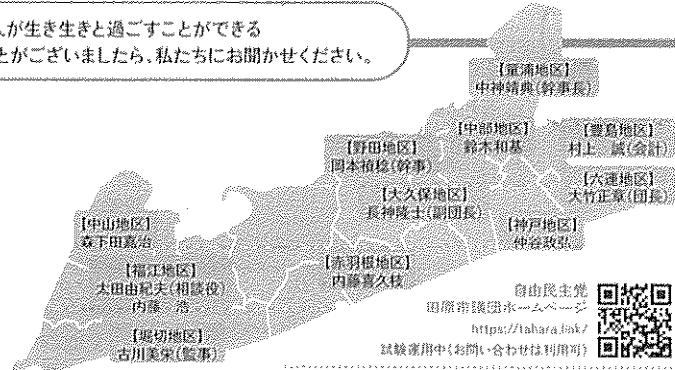 人が生き生きと過ごすことができる
とがございましたら、私たちにお聞かせください。
【童浦地区】
中神靖典(幹事長)
【中部地区】
鈴木和基
【豊島地区】
村上　誠(会計)
【野田地区】
岡本禎稔(幹事)
【六連地区】
大竹正章(団長)
【大久保地区】
長神隆士(副団長)
【神戸地区】
仲谷政弘
【中山地区】
森下田嘉治
【赤羽根地区】
内藤喜久枝
【福江地区】
太田由紀夫(相談役)
内藤　浩
【堀切地区】
古川美栄(監事)
自由民主党
田原市議団ホームページ
https://tahara.link/
試験運用中(お問い合わせは利用可)